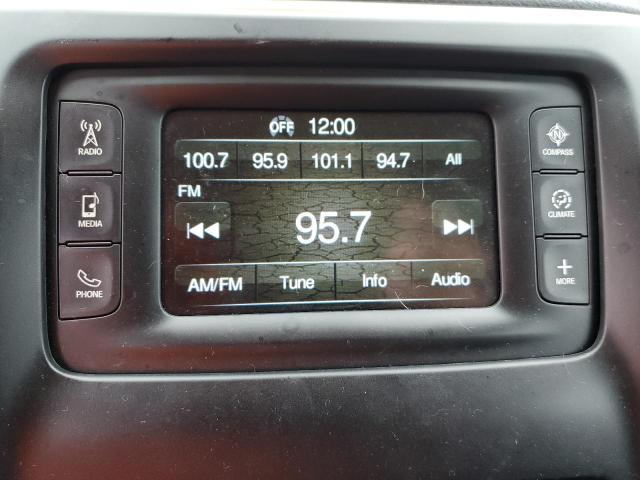 OFF 12:00
100.7 95.9 101.1 94.7 All
FM
95.7
AM/FM Tune Info Audio
RADIO
MEDIA
PHONE
N
COMPASS
CLIMATE
+
MORE